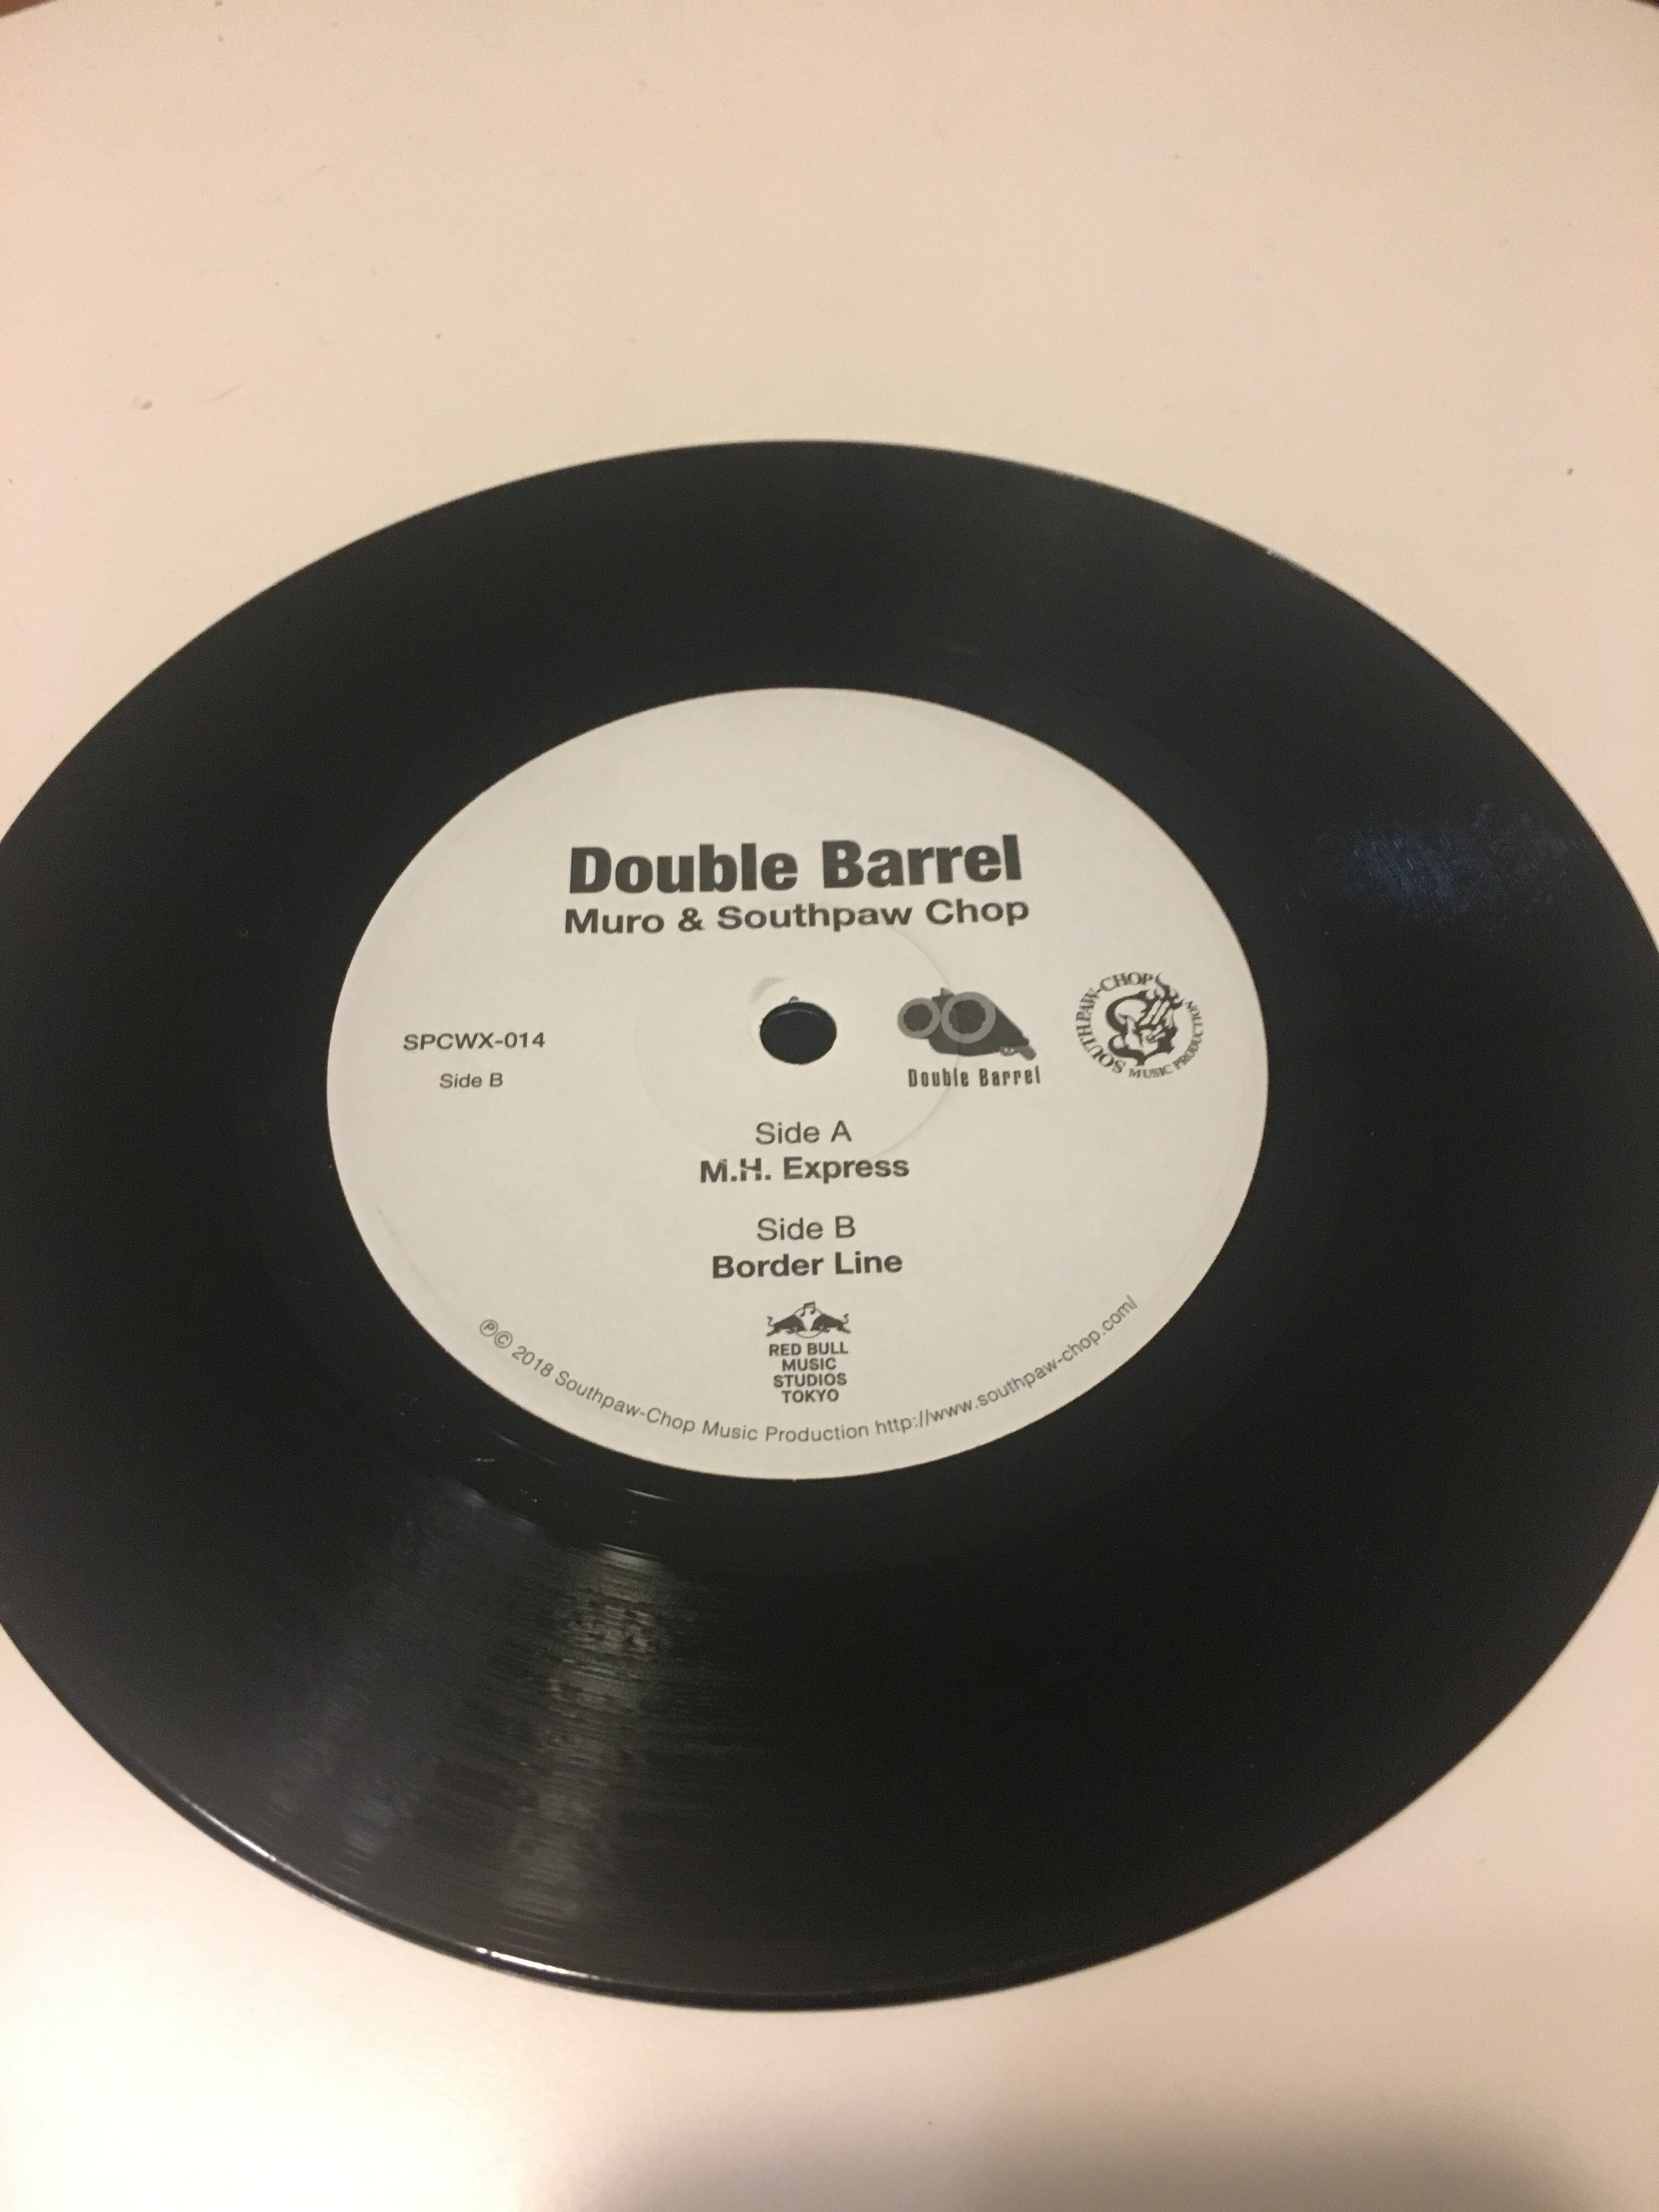 Double Barrel
Muro & Southpaw Chop
SPCWX-014
Side B
Double Barrel
SOUTHPAW-CHOP
MUSIC PRODUCTION
Side A
M.H. Express
Side B
Border Line
RED BULL
MUSIC
STUDIOS
TOKYO
℗© 2018 Southpaw-Chop Music Production http://www.southpaw-chop.com/